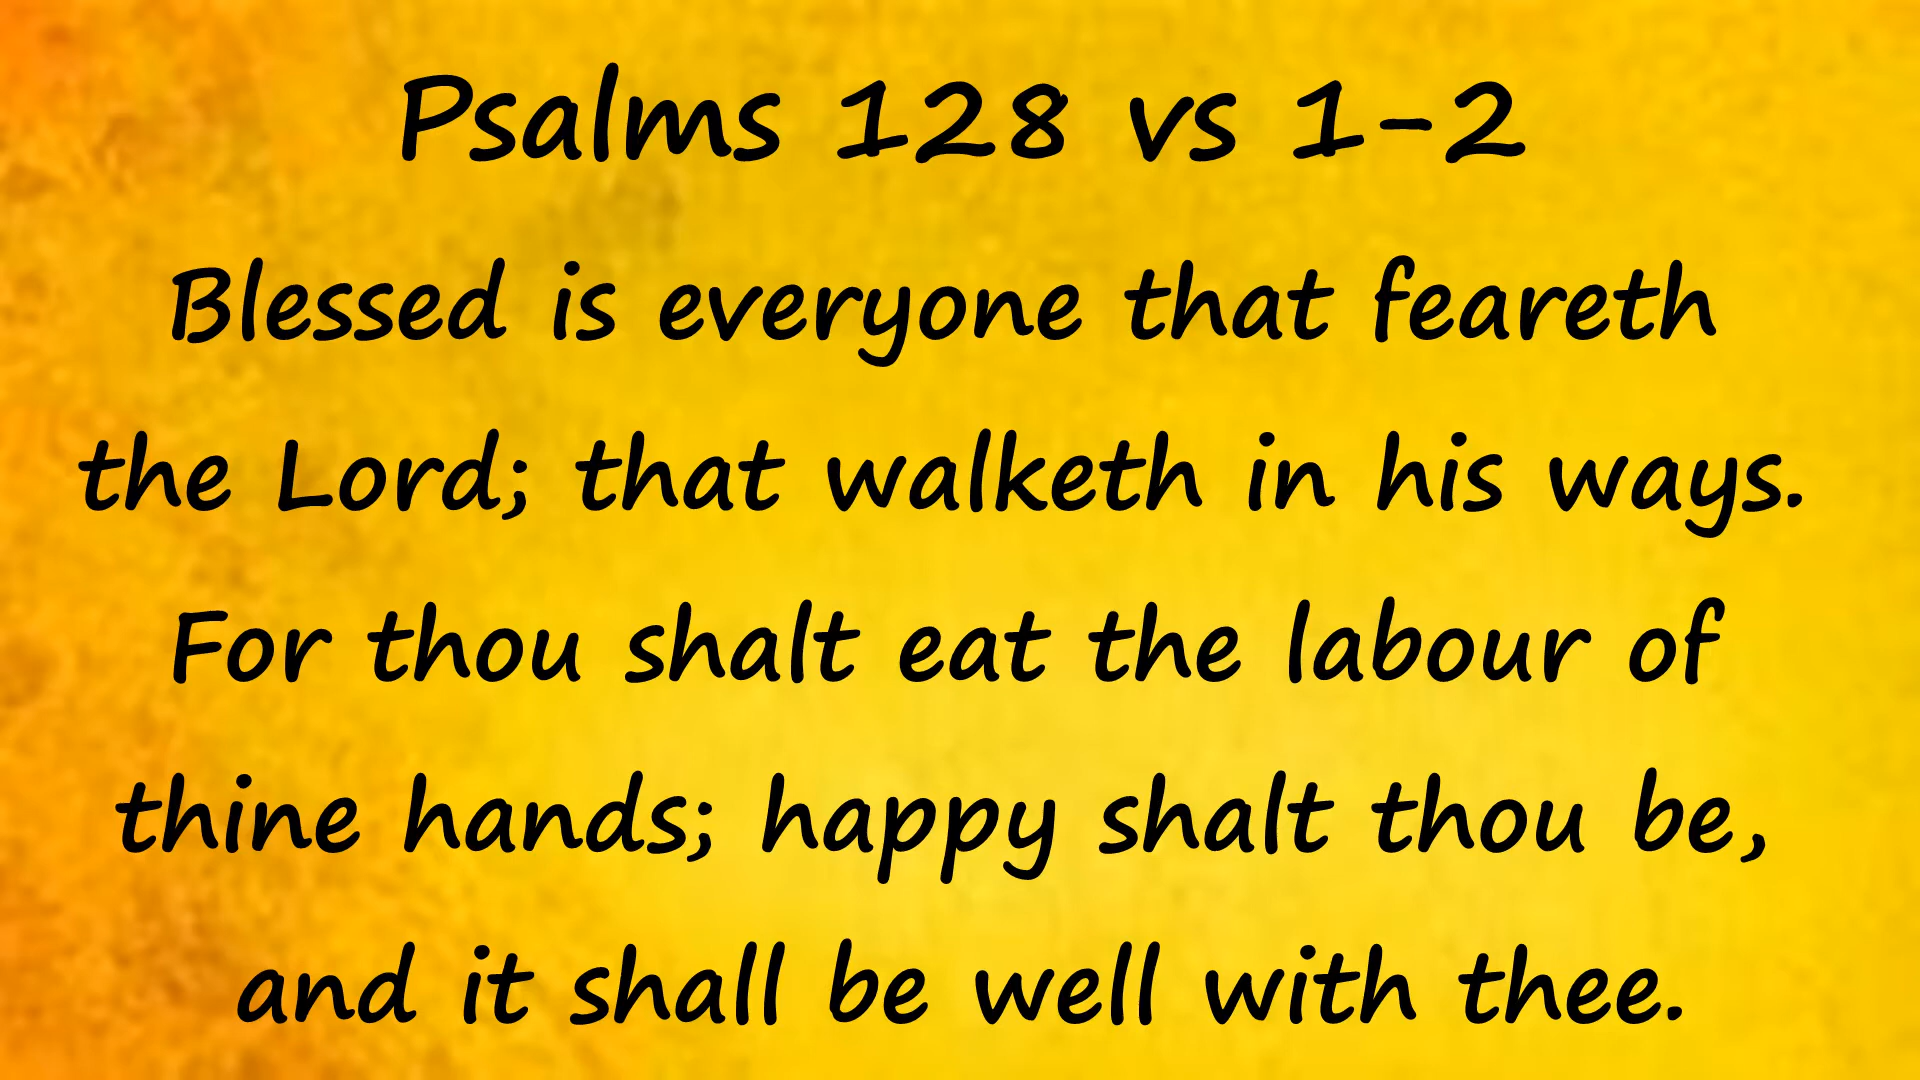 Psalms 128 vs 1-2
Blessed is everyone that feareth
the Lord; that walketh in his ways.
For thou shalt eat the labour of
thine hands; happy shalt thou be,
and it shall be well with thee.